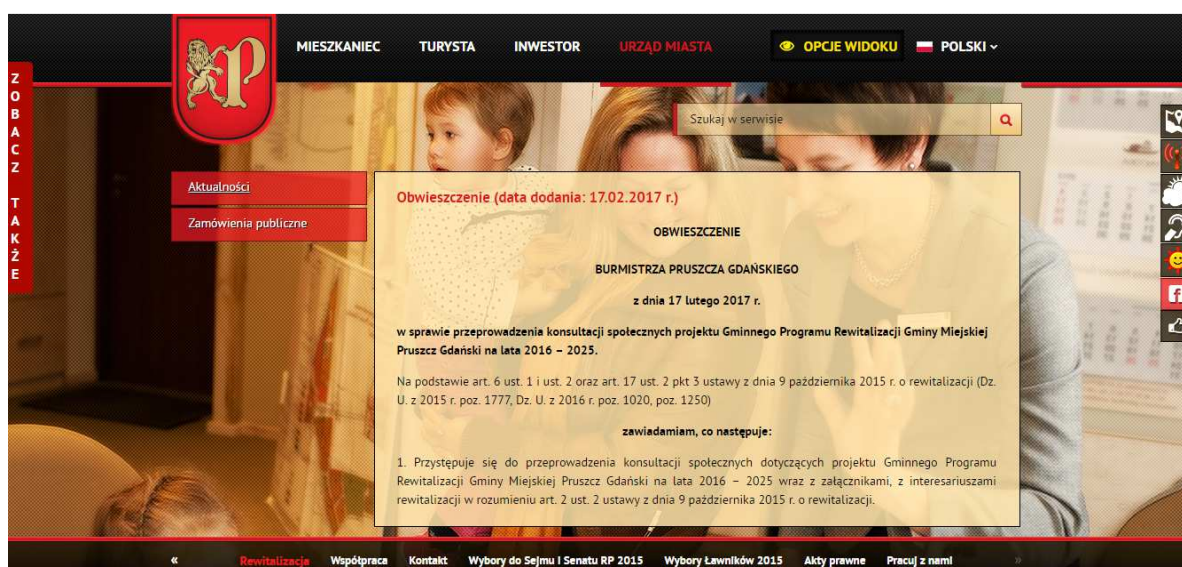 MIESZKANIEC TURYSTA INWESTOR URZĄD MIASTA OPCJE WIDOKU POLSKI
ZOBACZ TAKŻE
Szukaj w serwisie
Aktualności
Zamówienia publiczne
Obwieszczenie (data dodania: 17.02.2017 r.)
OBWIESZCZENIE
BURMISTRZA PRUSZCZA GDAŃSKIEGO
z dnia 17 lutego 2017 r.
w sprawie przeprowadzenia konsultacji społecznych projektu Gminnego Programu Rewitalizacji Gminy Miejskiej
Pruszcz Gdański na lata 2016 – 2025.
Na podstawie art. 6 ust. 1 i ust. 2 oraz art. 17 ust. 2 pkt 3 ustawy z dnia 9 października 2015 r. o rewitalizacji (Dz.
U. z 2015 r. poz. 1777, Dz. U. z 2016 r. poz. 1020, poz. 1250)
zawiadamiam, co następuje:
1. Przystępuje się do przeprowadzenia konsultacji społecznych dotyczących projektu Gminnego Programu
Rewitalizacji Gminy Miejskiej Pruszcz Gdański na lata 2016 – 2025 wraz z załącznikami, z interesariuszami
rewitalizacji w rozumieniu art. 2 ust. 2 ustawy z dnia 9 października 2015 r. o rewitalizacji.
« Rewitalizacja Współpraca Kontakt Wybory do Sejmu i Senatu RP 2015 Wybory Ławników 2015 Akty prawne Pracuj z nami »